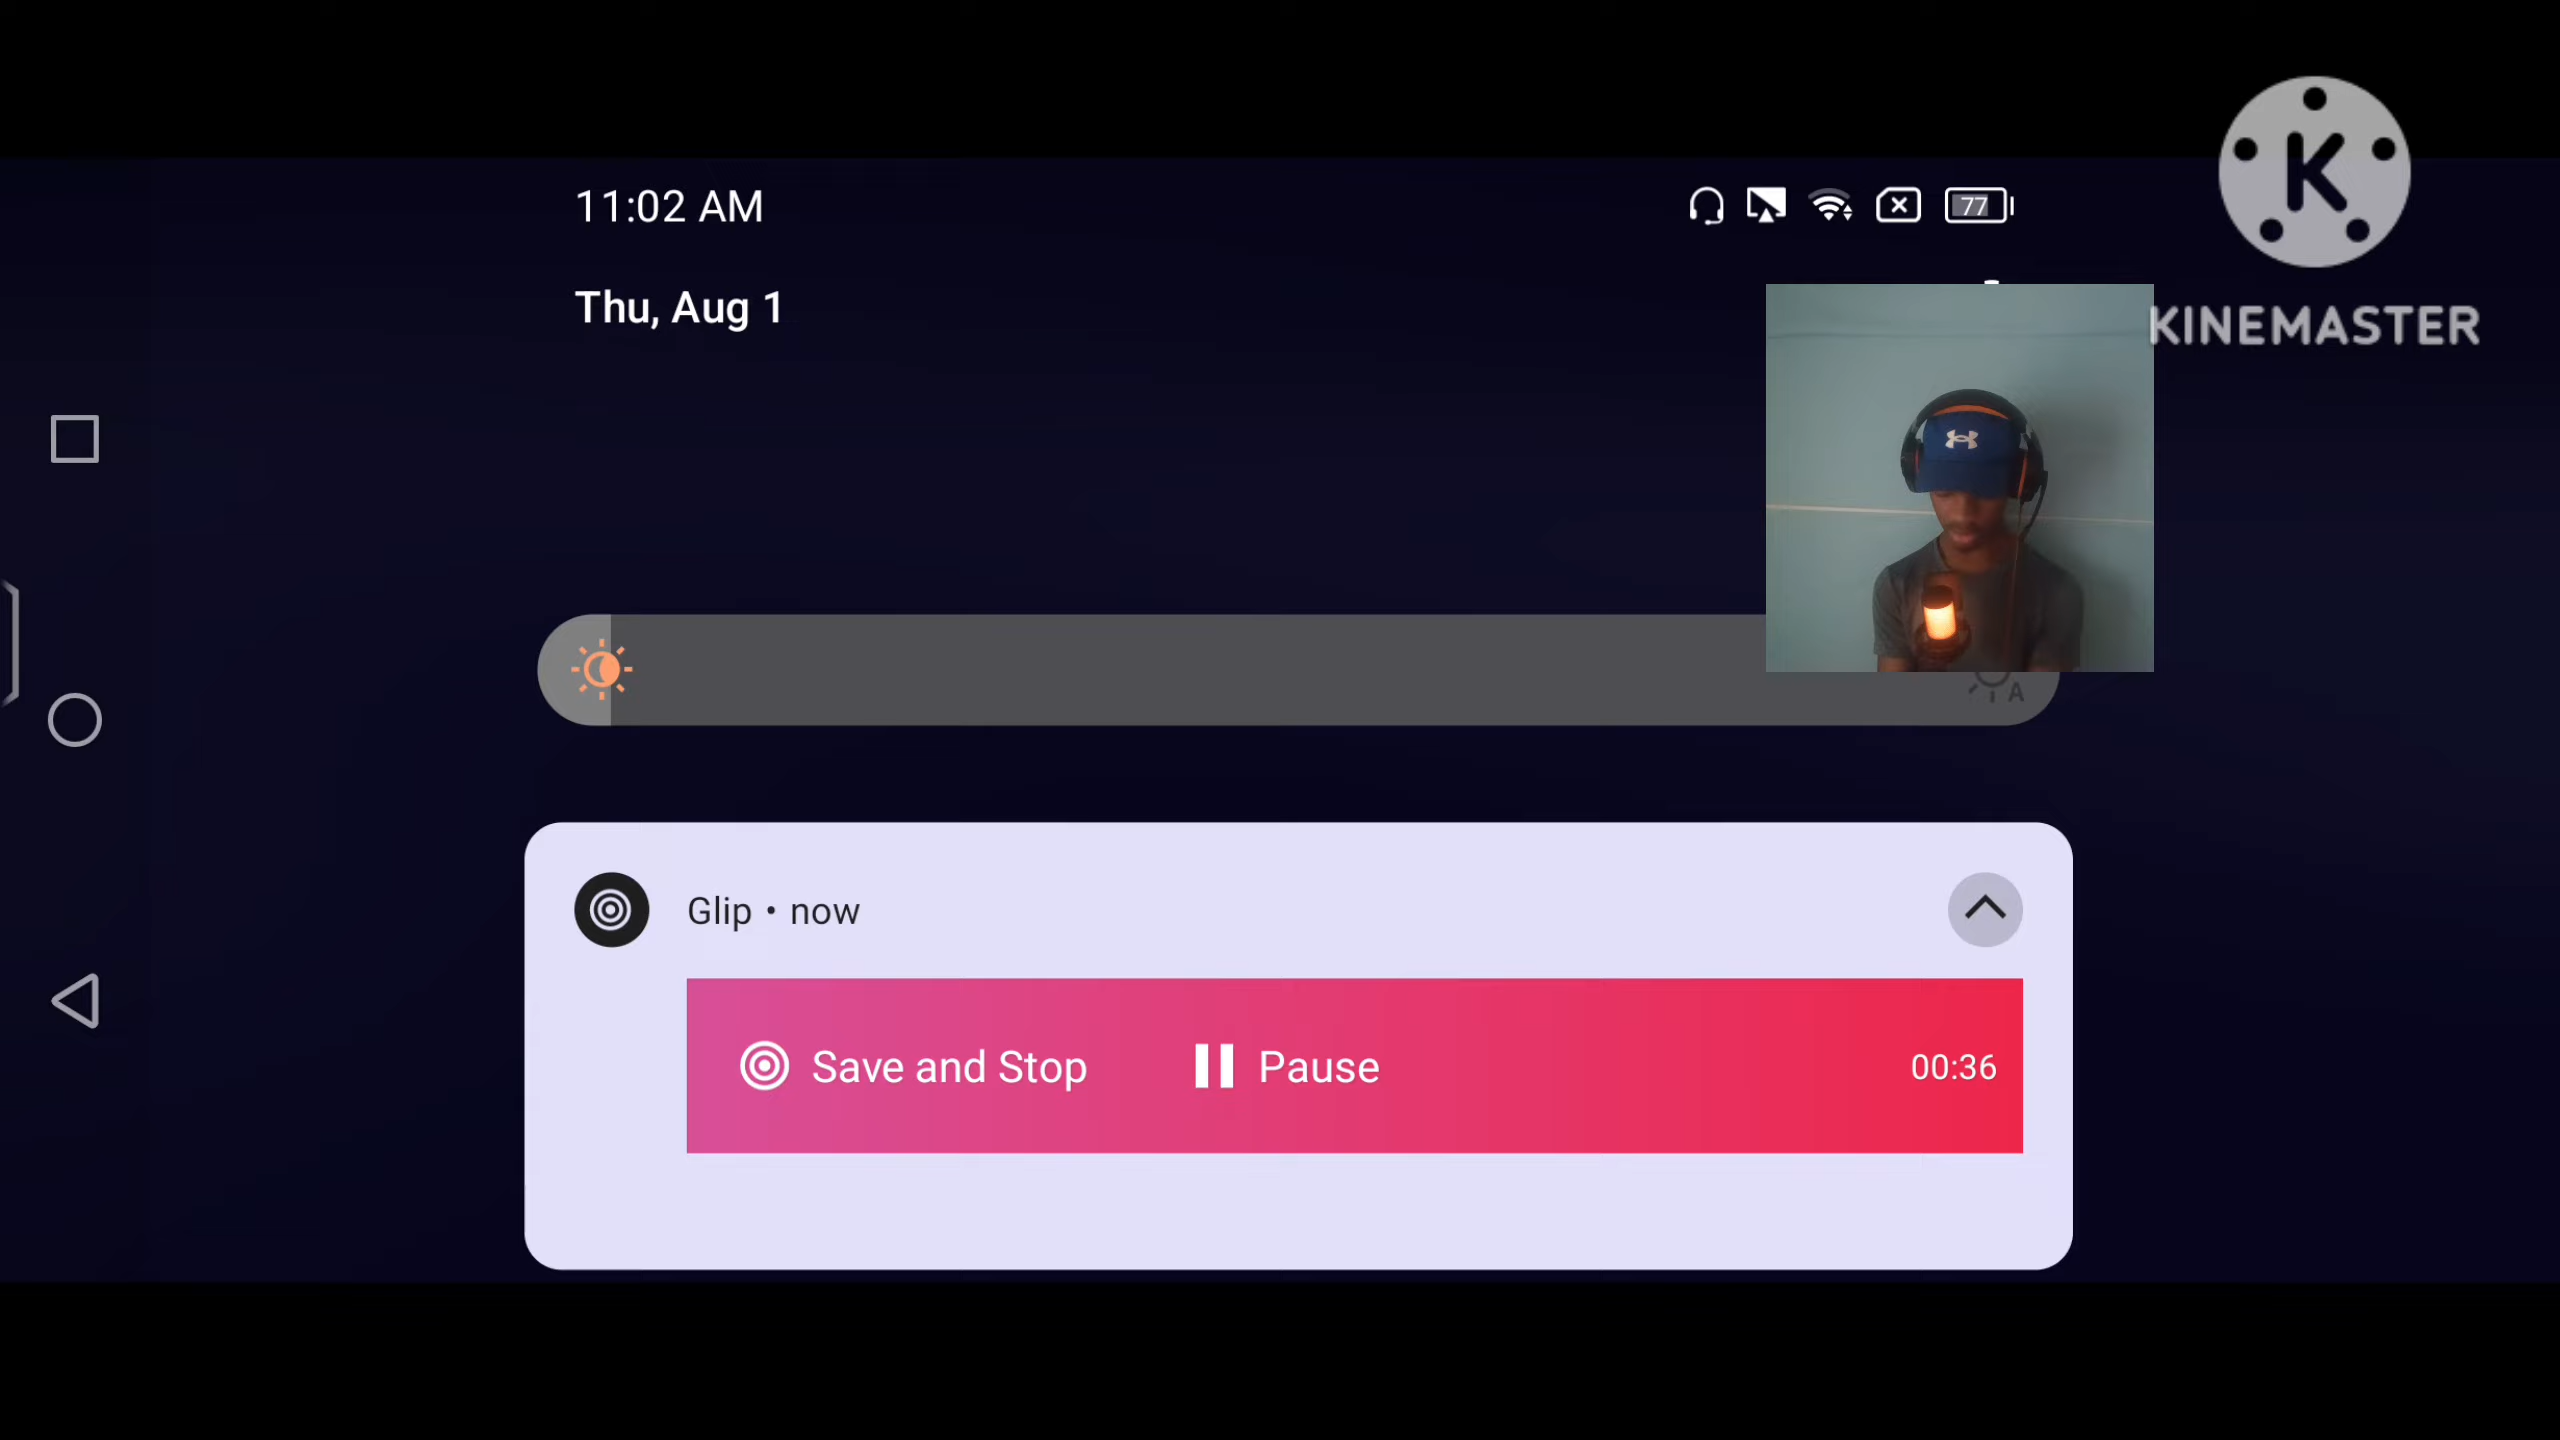 11:02 AM
77
K
KINEMASTER
Thu, Aug 1
A
Glip • now
Save and Stop
Pause
00:36